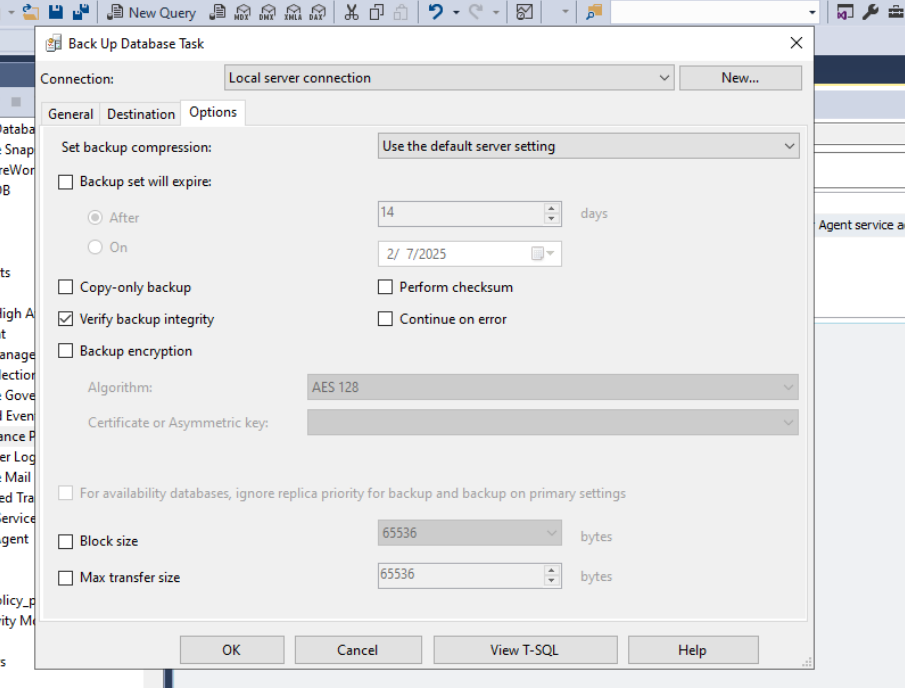 New Query MDX DMX XMLA DAX
Back Up Database Task
Connection: Local server connection New...
General Destination Options
Set backup compression: Use the default server setting
Backup set will expire:
After 14 days
On 2/ 7/2025
Copy-only backup Perform checksum
Verify backup integrity Continue on error
Backup encryption
Algorithm: AES 128
Certificate or Asymmetric key:
For availability databases, ignore replica priority for backup and backup on primary settings
Block size 65536 bytes
Max transfer size 65536 bytes
OK Cancel View T-SQL Help
Databa
Snap
reWor
DB
ts
High A
t
anage
lection
Gove
Even
ance P
er Log
Mail
ed Tra
Service
gent
olicy_p
vity Mo
s
Agent service a